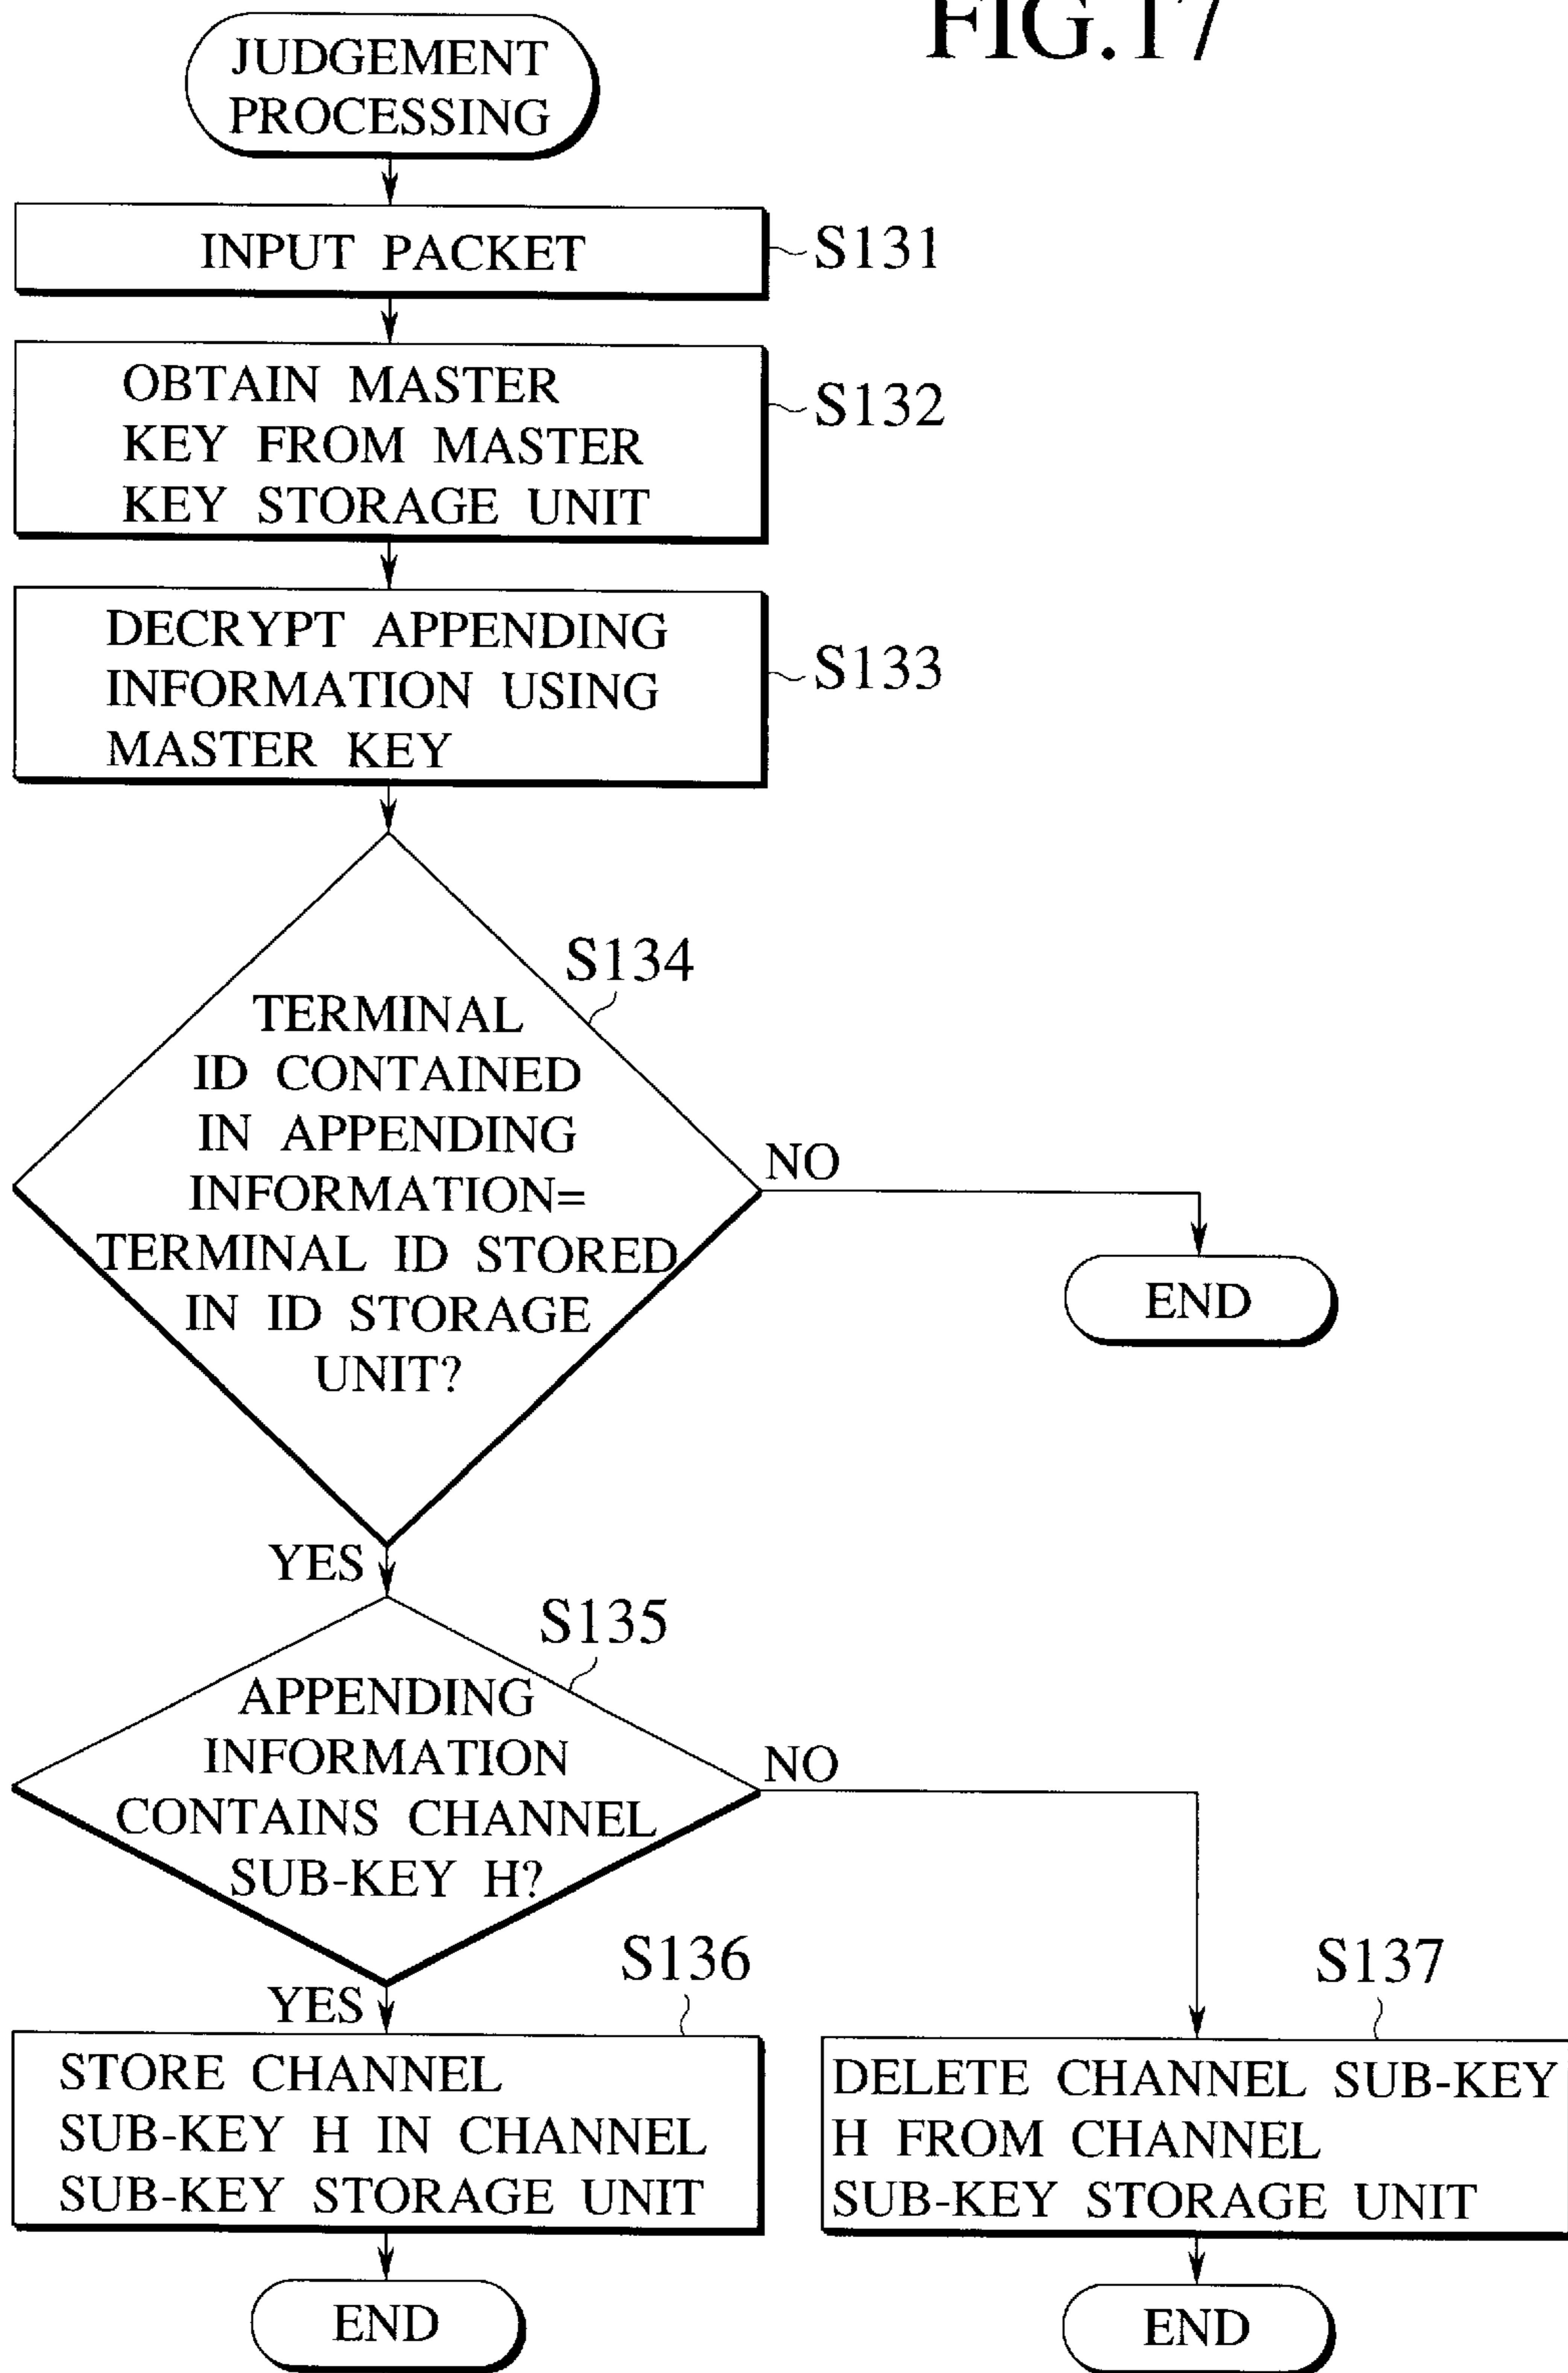 FIG.17
JUDGEMENT
PROCESSING
INPUT PACKET
S131
OBTAIN MASTER
KEY FROM MASTER
KEY STORAGE UNIT
S132
DECRYPT APPENDING
INFORMATION USING
MASTER KEY
S133
S134
TERMINAL
ID CONTAINED
IN APPENDING
INFORMATION=
TERMINAL ID STORED
IN ID STORAGE
UNIT?
NO
END
YES
S135
APPENDING
INFORMATION
CONTAINS CHANNEL
SUB-KEY H?
NO
YES
S136
STORE CHANNEL
SUB-KEY H IN CHANNEL
SUB-KEY STORAGE UNIT
END
S137
DELETE CHANNEL SUB-KEY
H FROM CHANNEL
SUB-KEY STORAGE UNIT
END